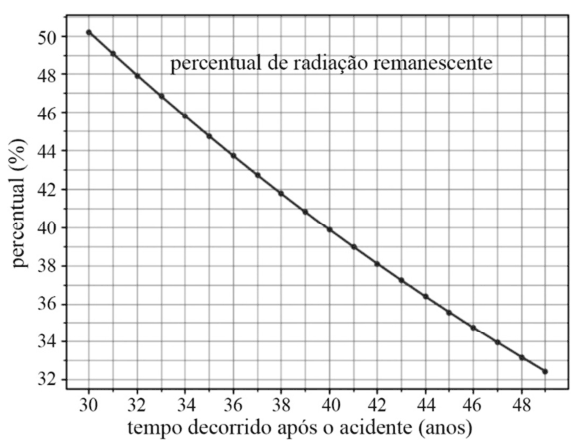 percentual de radiação remanescente
percentual (%)
50
48
46
44
42
40
38
36
34
32
30 32 34 36 38 40 42 44 46 48
tempo decorrido após o acidente (anos)